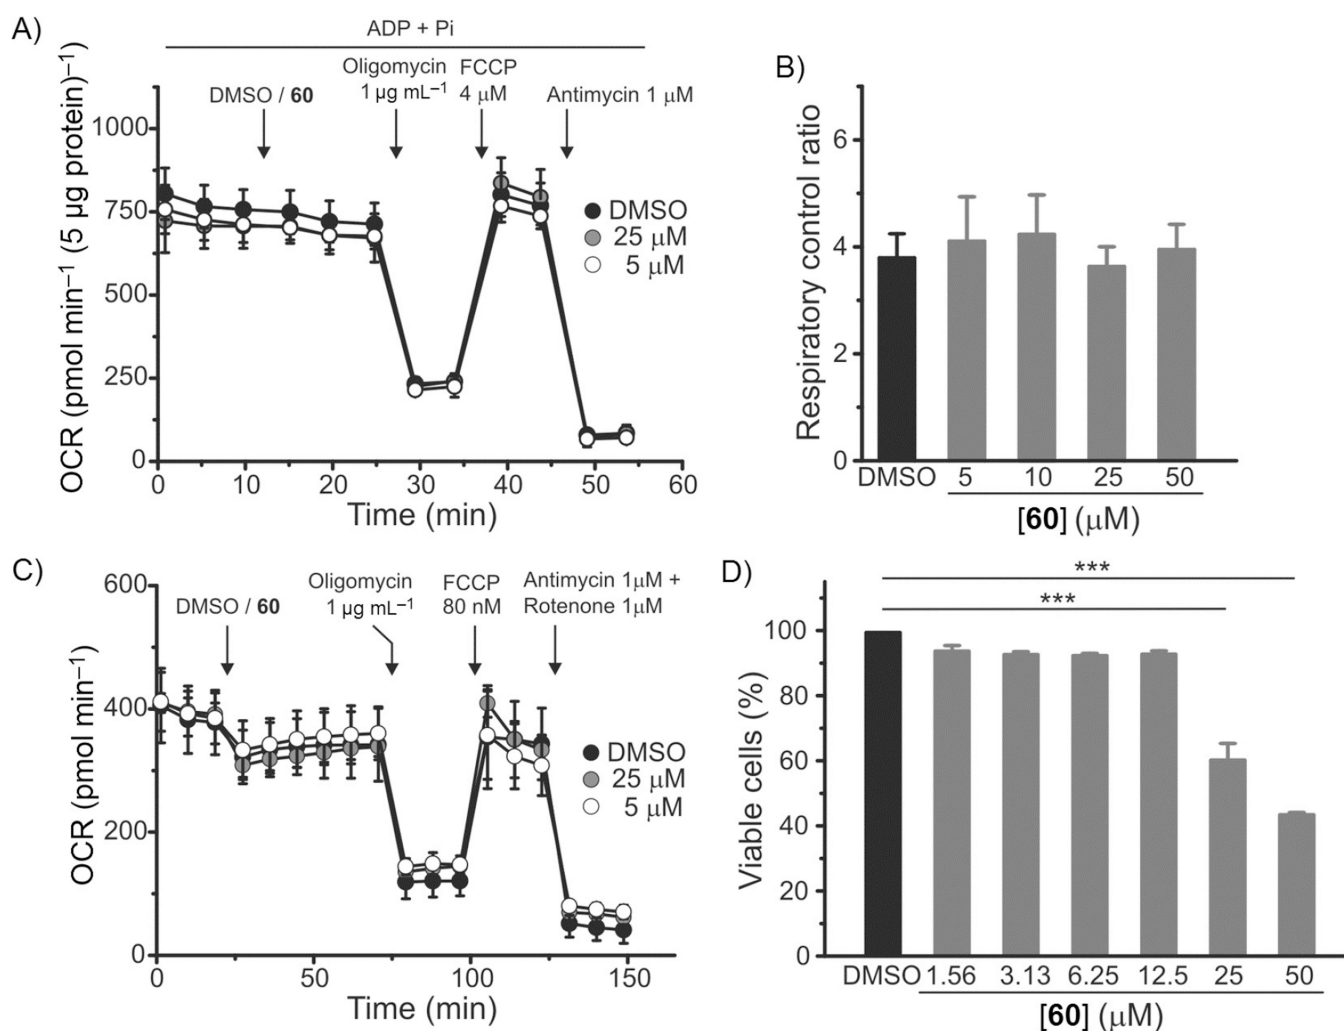 A)
ADP + Pi
DMSO / 60
Oligomycin
1 µg mL–1
FCCP
4 µM
Antimycin 1 µM
OCR (pmol min–1 (5 µg protein)–1)
1000
750
500
250
0
DMSO
25 µM
5 µM
0 10 20 30 40 50 60
Time (min)
B)
Respiratory control ratio
6
4
2
0
DMSO 5 10 25 50
[60] (µM)
C)
DMSO / 60
Oligomycin
1 µg mL–1
FCCP
80 nM
Antimycin 1µM +
Rotenone 1µM
OCR (pmol min–1)
600
400
200
0
DMSO
25 µM
5 µM
0 50 100 150
Time (min)
D)
***
***
Viable cells (%)
100
80
60
40
20
0
DMSO 1.56 3.13 6.25 12.5 25 50
[60] (µM)